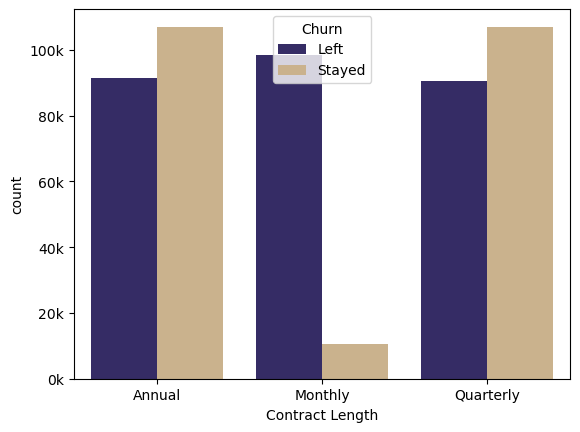 Churn
Left
Stayed
100k
80k
60k
40k
20k
0k
count
Annual
Monthly
Quarterly
Contract Length